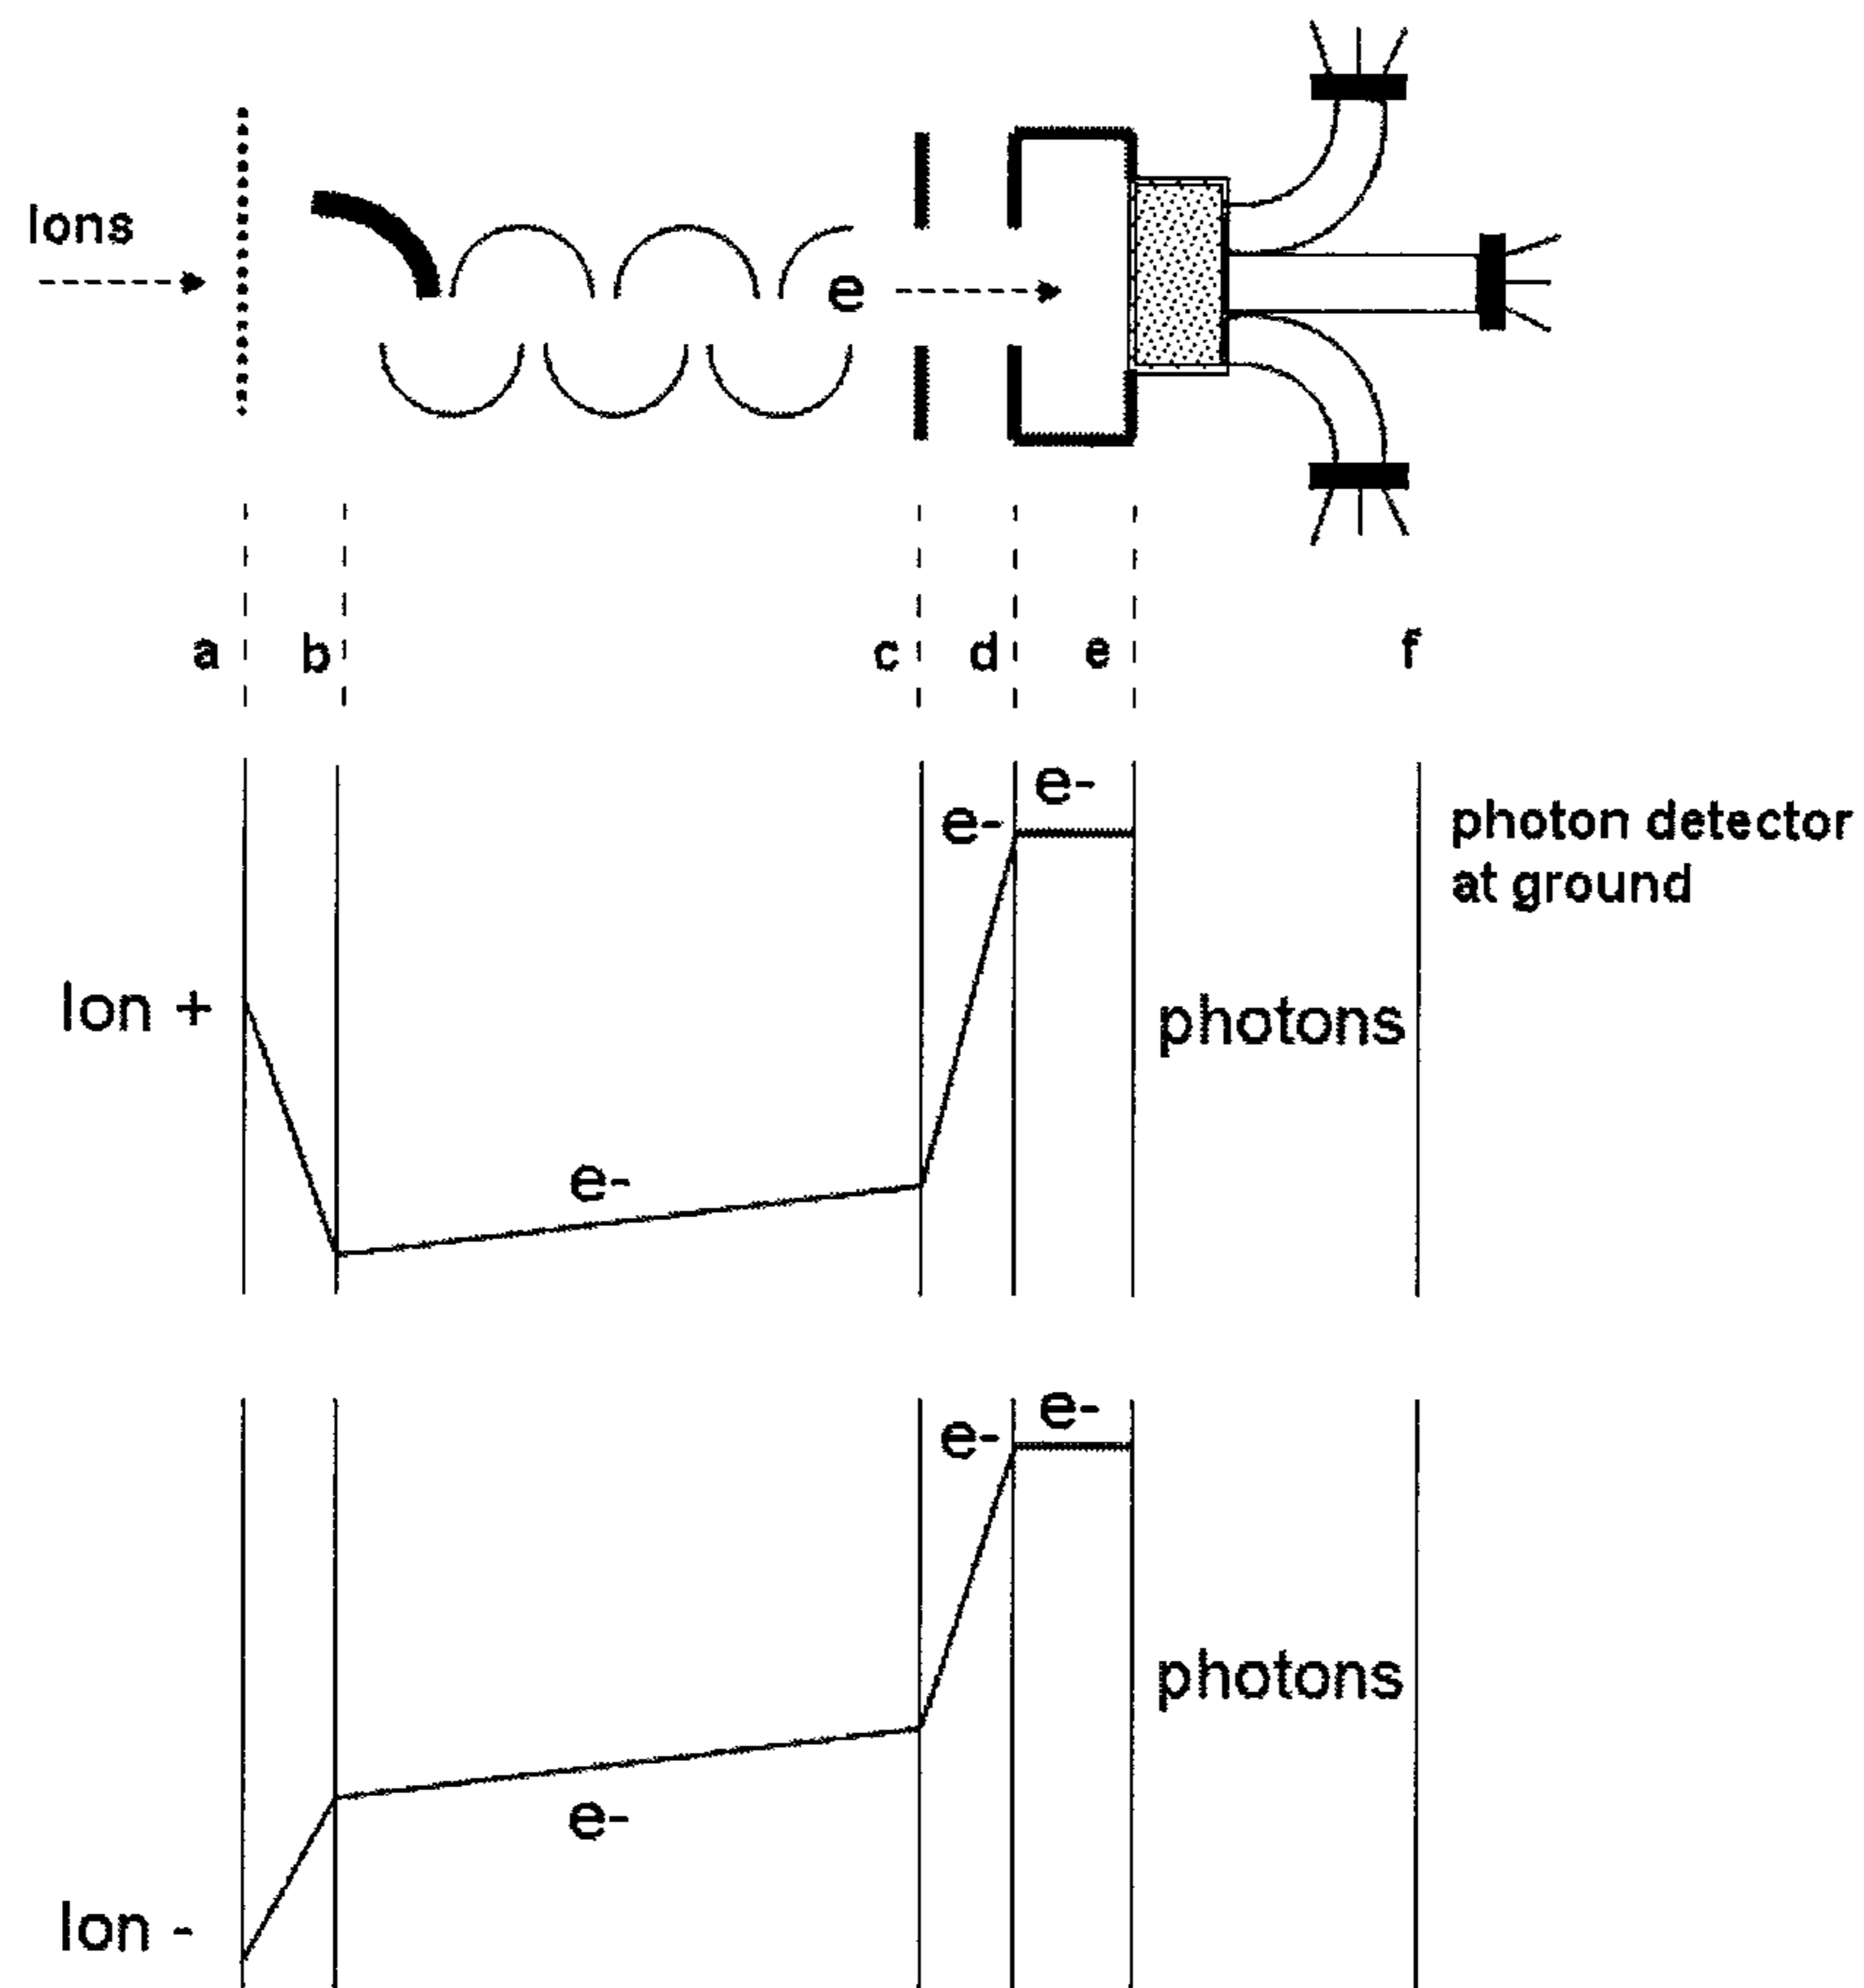 Ions
e
a b c d e f
e-
e-
photon detector
at ground
Ion +
photons
e-
e-
e-
photons
e-
Ion -